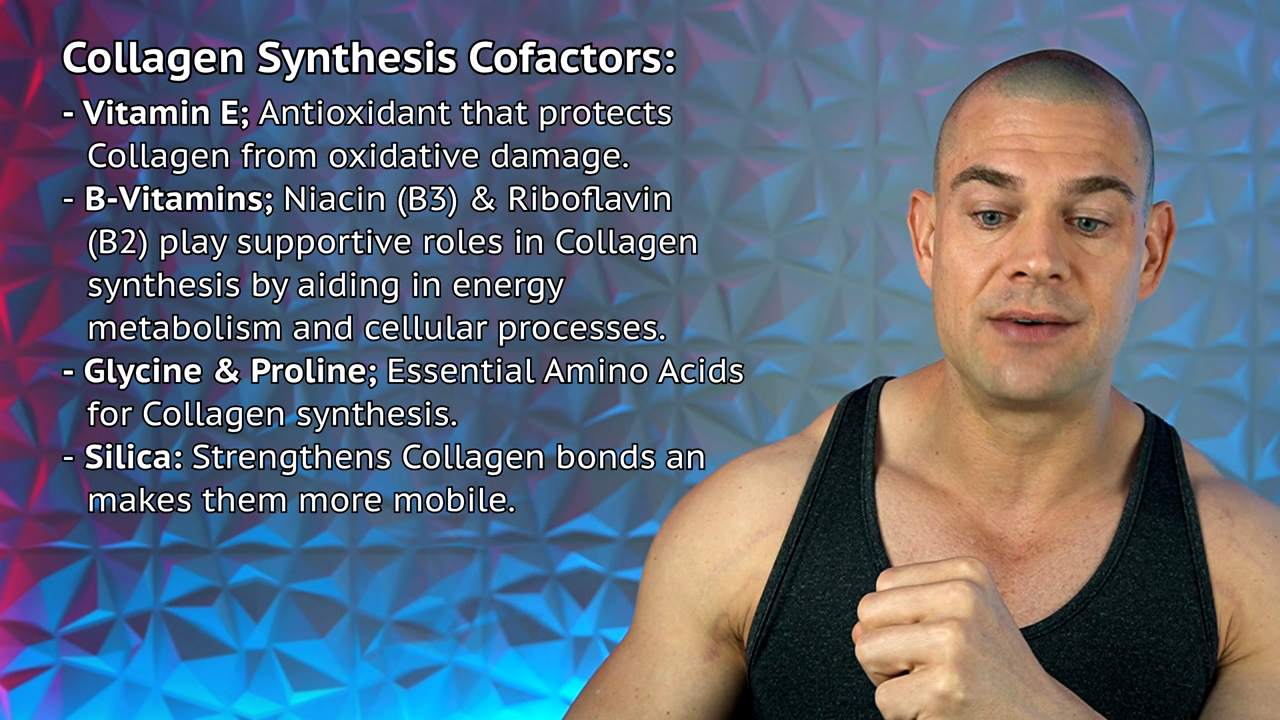 Collagen Synthesis Cofactors:
- Vitamin E; Antioxidant that protects
Collagen from oxidative damage.
- B-Vitamins; Niacin (B3) & Riboflavin
(B2) play supportive roles in Collagen
synthesis by aiding in energy
metabolism and cellular processes.
- Glycine & Proline; Essential Amino Acids
for Collagen synthesis.
- Silica: Strengthens Collagen bonds an
makes them more mobile.